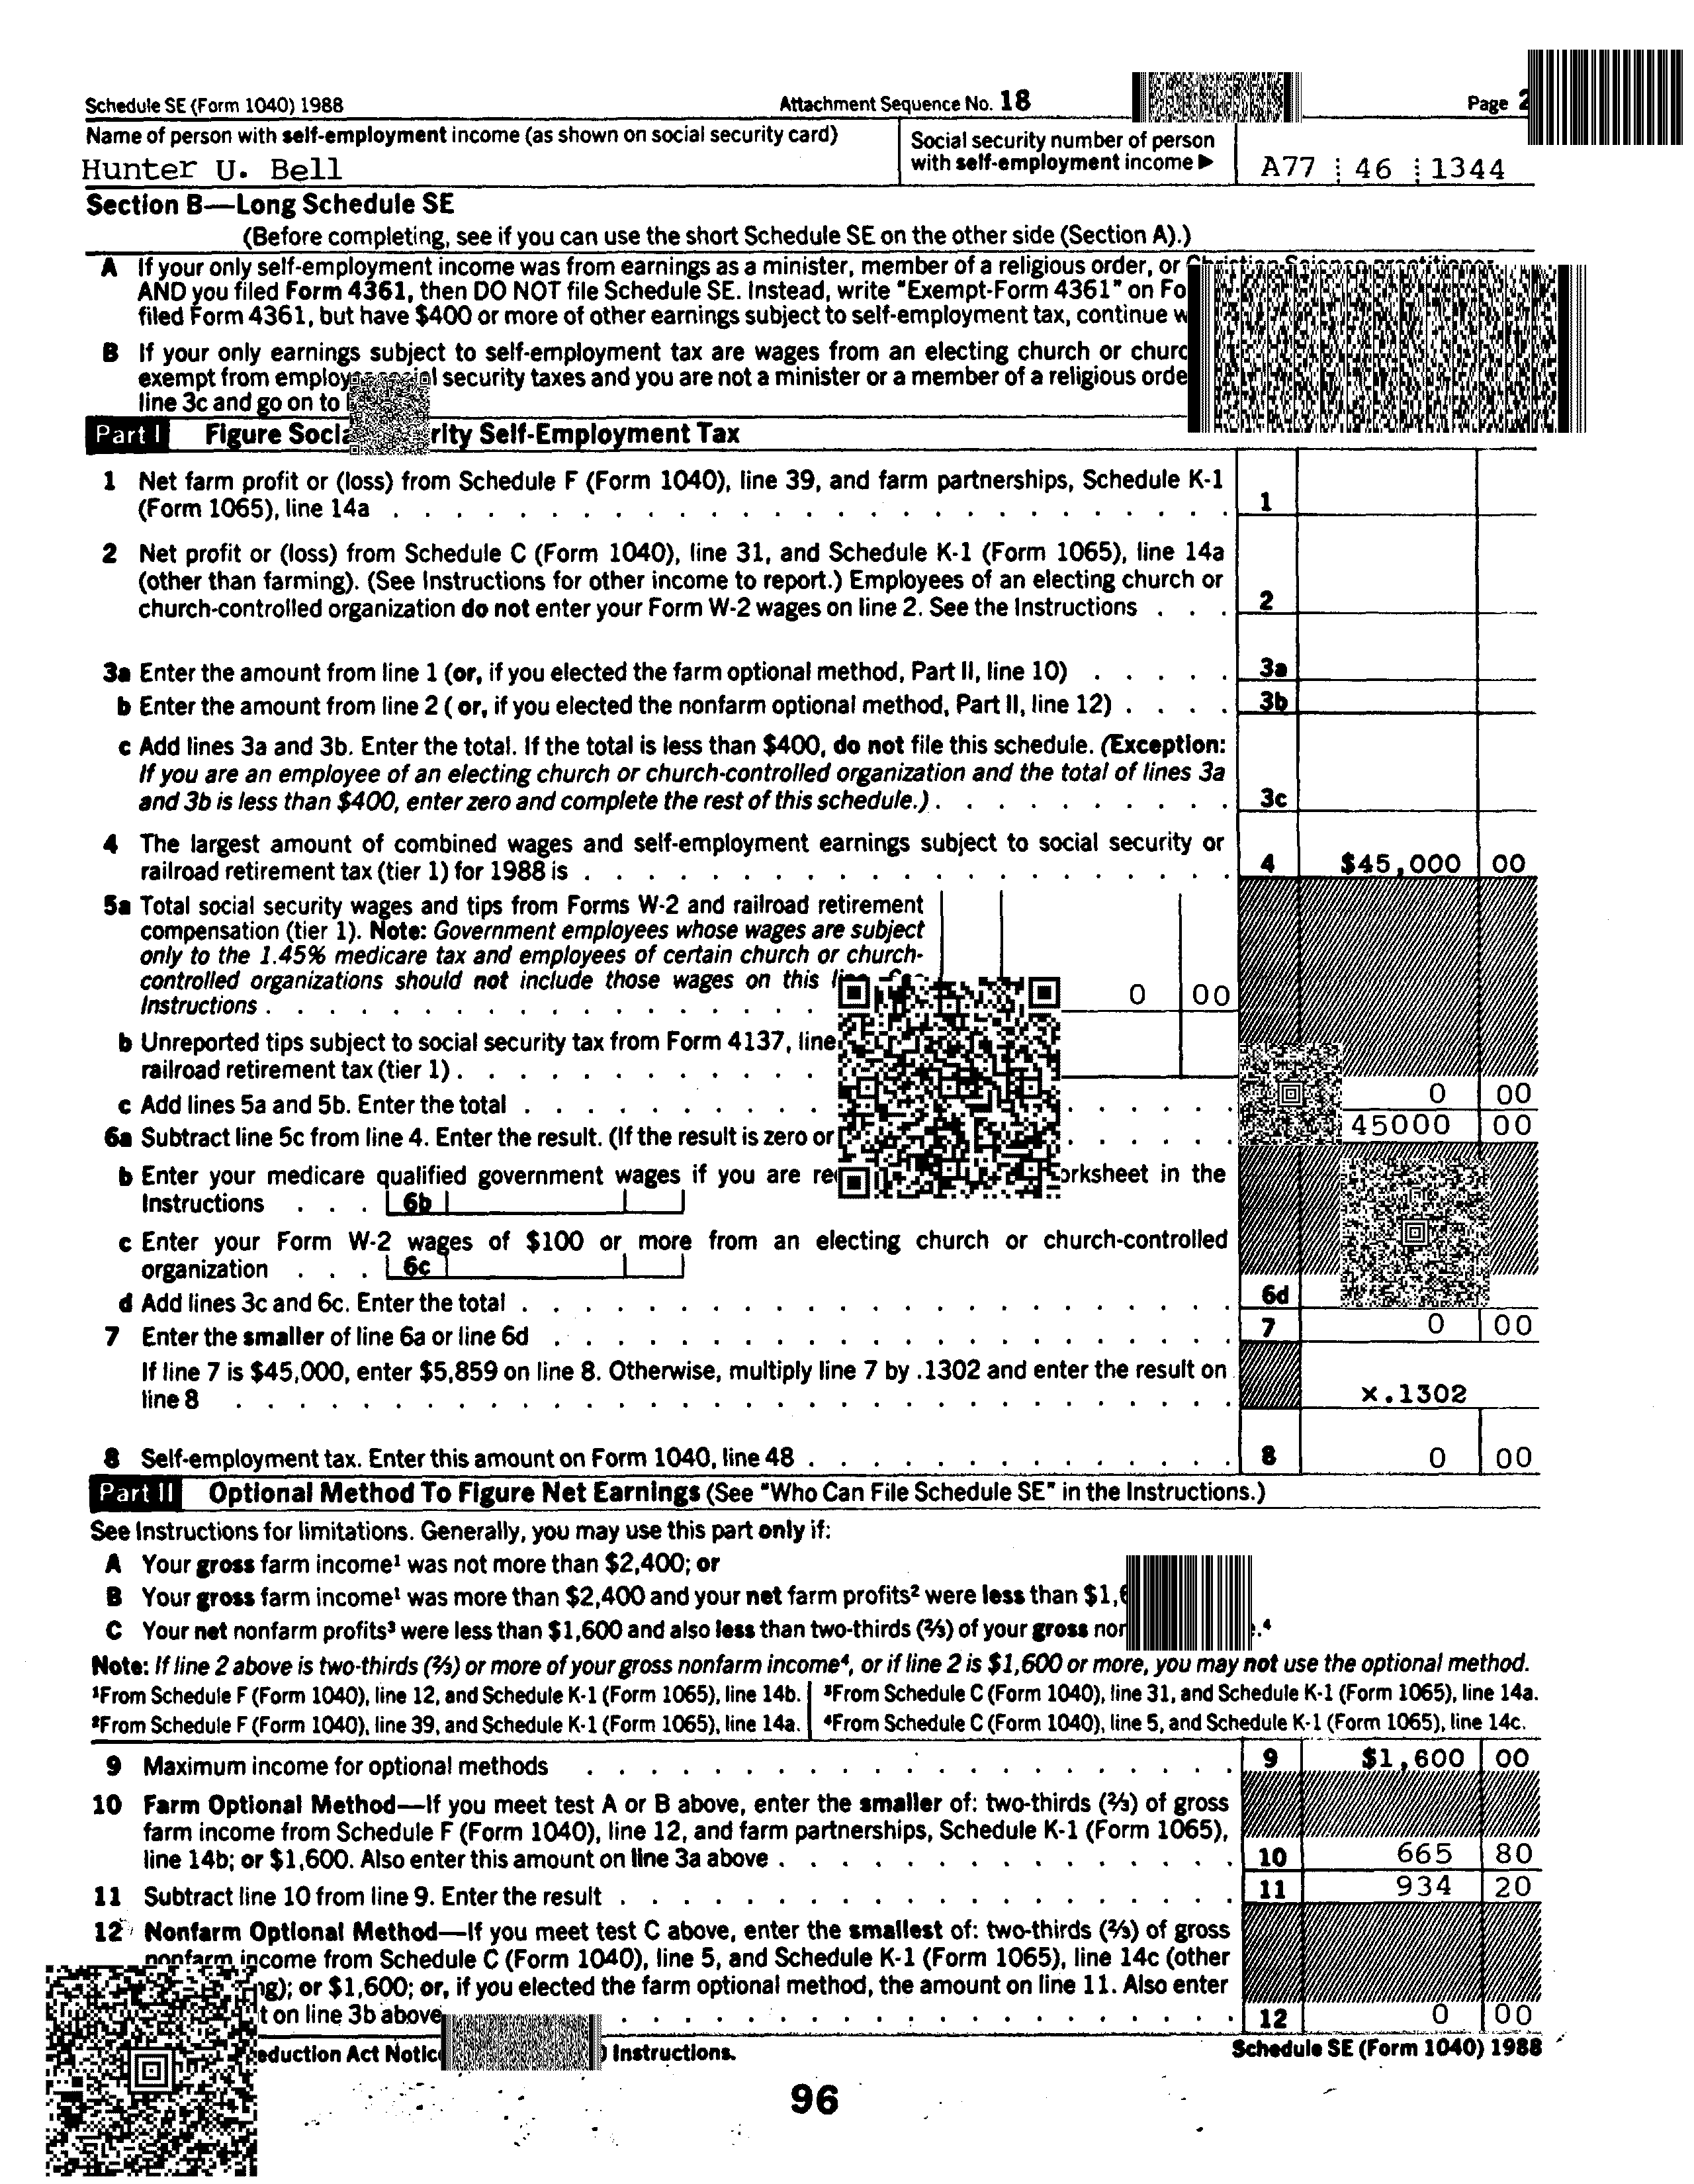 Schedule SE (Form 1040) 1988 Attachment Sequence No. 18 Page
Name of person with self-employment income (as shown on social security card) Social security number of person with self-employment income ▶
Hunter U. Bell A77 46 1344
Section B—Long Schedule SE
(Before completing, see if you can use the short Schedule SE on the other side (Section A).)
A If your only self-employment income was from earnings as a minister, member of a religious order, or Christian Science practitioner
AND you filed Form 4361, then DO NOT file Schedule SE. Instead, write "Exempt-Form 4361" on
filed Form 4361, but have $400 or more of other earnings subject to self-employment tax, continue
B If your only earnings subject to self-employment tax are wages from an electing church or
exempt from security taxes and you are not a minister or a member of a religious
line 3c and go on to
Part I Figure Self-Employment Tax
1 Net farm profit or (loss) from Schedule F (Form 1040), line 39, and farm partnerships, Schedule K-1
(Form 1065), line 14a 1
2 Net profit or (loss) from Schedule C (Form 1040), line 31, and Schedule K-1 (Form 1065), line 14a
(other than farming). (See Instructions for other income to report.) Employees of an electing church or
church-controlled organization do not enter your Form W-2 wages on line 2. See the Instructions 2
3a Enter the amount from line 1 (or, if you elected the farm optional method, Part II, line 10) 3a
b Enter the amount from line 2 ( or, if you elected the nonfarm optional method, Part II, line 12) 3b
c Add lines 3a and 3b. Enter the total. If the total is less than $400, do not file this schedule. (Exception:
If you are an employee of an electing church or church-controlled organization and the total of lines 3a
and 3b is less than $400, enter zero and complete the rest of this schedule.) 3c
4 The largest amount of combined wages and self-employment earnings subject to social security or
railroad retirement tax (tier 1) for 1988 is 4 $45,000 00
5a Total social security wages and tips from Forms W-2 and railroad retirement
compensation (tier 1). Note: Government employees whose wages are subject
only to the 1.45% medicare tax and employees of certain church or church-
controlled organizations should not include those wages on this
Instructions 0 00
b Unreported tips subject to social security tax from Form 4137, line
railroad retirement tax (tier 1)
c Add lines 5a and 5b. Enter the total 0 00
6a Subtract line 5c from line 4. Enter the result. (If the result is zero or 45000 00
b Enter your medicare qualified government wages if you are in the
Instructions 6b
c Enter your Form W-2 wages of $100 or more from an electing church or church-controlled
organization 6c
d Add lines 3c and 6c. Enter the total 6d
7 Enter the smaller of line 6a or line 6d 7 0 00
If line 7 is $45,000, enter $5,859 on line 8. Otherwise, multiply line 7 by .1302 and enter the result on
line 8 x.1302
8 Self-employment tax. Enter this amount on Form 1040, line 48 8 0 00
Part II Optional Method To Figure Net Earnings (See "Who Can File Schedule SE" in the Instructions.)
See Instructions for limitations. Generally, you may use this part only if:
A Your gross farm income¹ was not more than $2,400; or
B Your gross farm income¹ was more than $2,400 and your net farm profits² were less than
C Your net nonfarm profits³ were less than $1,600 and also less than two-thirds (⅔) of your gross .⁴
Note: If line 2 above is two-thirds (⅔) or more of your gross nonfarm income⁴, or if line 2 is $1,600 or more, you may not use the optional method.
¹From Schedule F (Form 1040), line 12, and Schedule K-1 (Form 1065), line 14b. ³From Schedule C (Form 1040), line 31, and Schedule K-1 (Form 1065), line 14a.
²From Schedule F (Form 1040), line 39, and Schedule K-1 (Form 1065), line 14a. ⁴From Schedule C (Form 1040), line 5, and Schedule K-1 (Form 1065), line 14c.
9 Maximum income for optional methods 9 $1,600 00
10 Farm Optional Method—If you meet test A or B above, enter the smaller of: two-thirds (⅔) of gross
farm income from Schedule F (Form 1040), line 12, and farm partnerships, Schedule K-1 (Form 1065),
line 14b; or $1,600. Also enter this amount on line 3a above 10 665 80
11 Subtract line 10 from line 9. Enter the result 11 934 20
12 Nonfarm Optional Method—If you meet test C above, enter the smallest of: two-thirds (⅔) of gross
nonfarm income from Schedule C (Form 1040), line 5, and Schedule K-1 (Form 1065), line 14c (other
or $1,600; or, if you elected the farm optional method, the amount on line 11. Also enter
on line 3b above 12 0 00
Act Instructions. Schedule SE (Form 1040) 1988
96